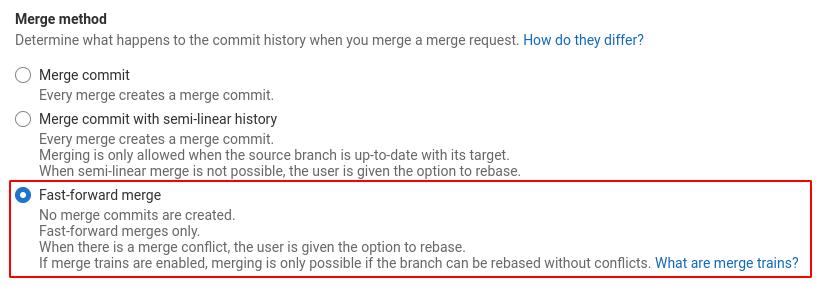 Merge method
Determine what happens to the commit history when you merge a merge request. How do they differ?
Merge commit
Every merge creates a merge commit.
Merge commit with semi-linear history
Every merge creates a merge commit.
Merging is only allowed when the source branch is up-to-date with its target.
When semi-linear merge is not possible, the user is given the option to rebase.
Fast-forward merge
No merge commits are created.
Fast-forward merges only.
When there is a merge conflict, the user is given the option to rebase.
If merge trains are enabled, merging is only possible if the branch can be rebased without conflicts. What are merge trains?